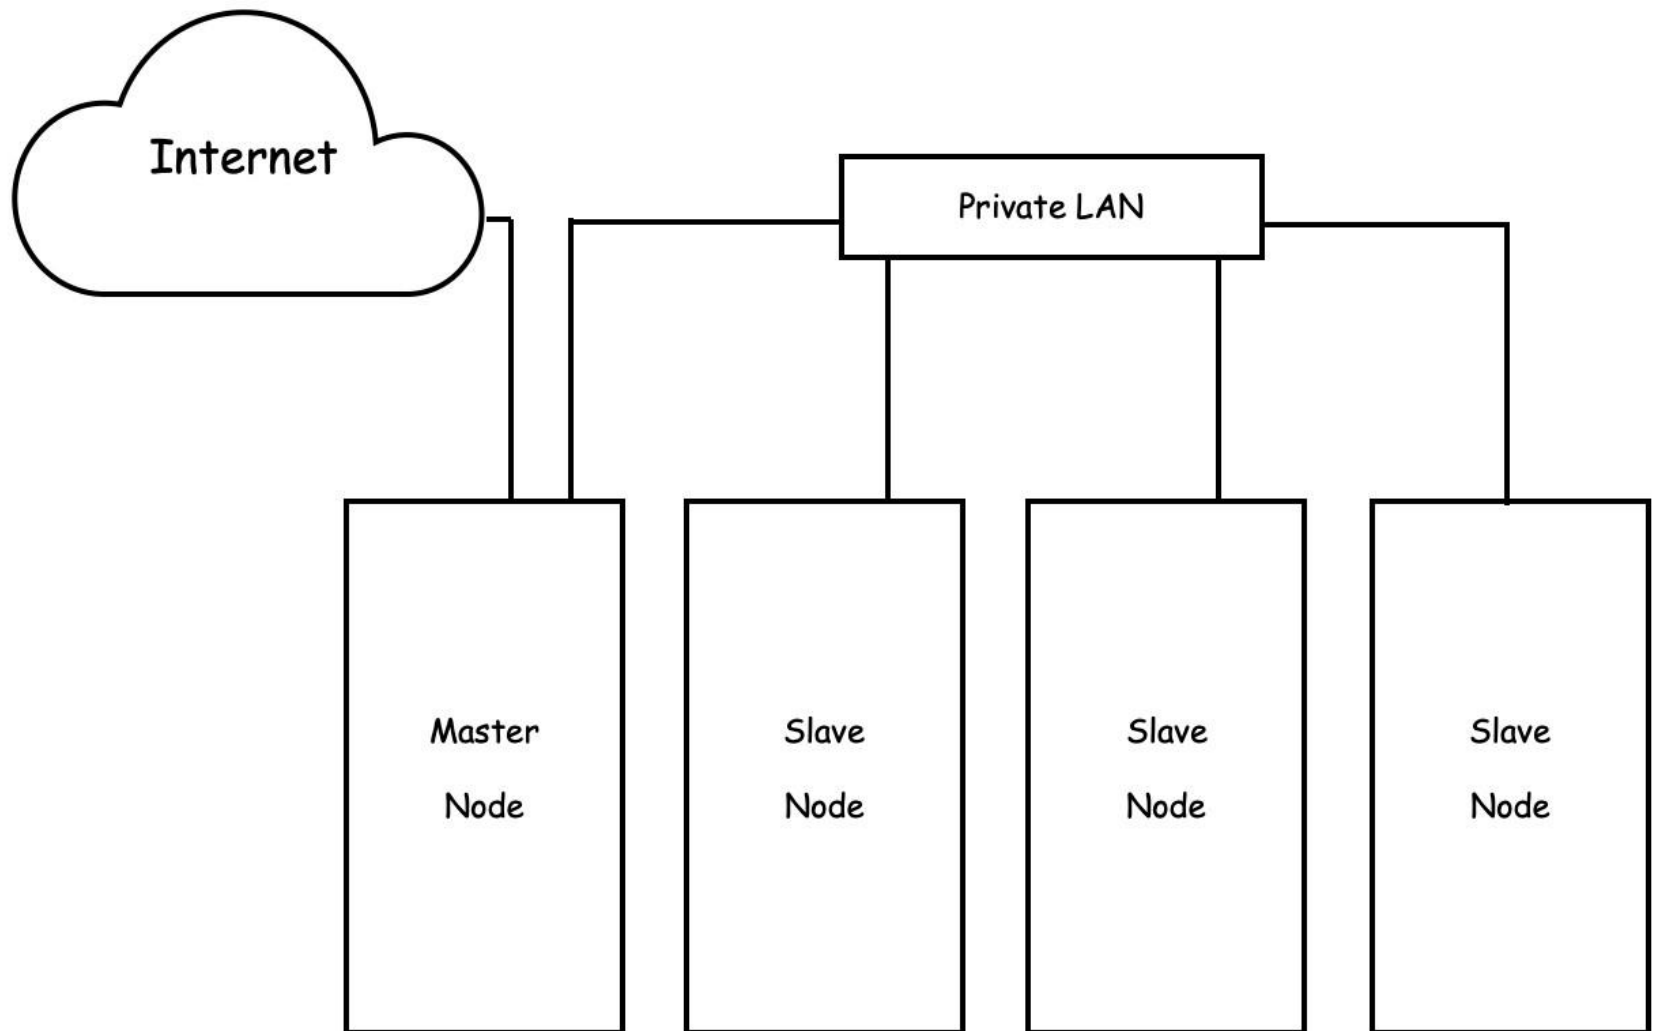 Internet
Private LAN
Master
Node
Slave
Node
Slave
Node
Slave
Node